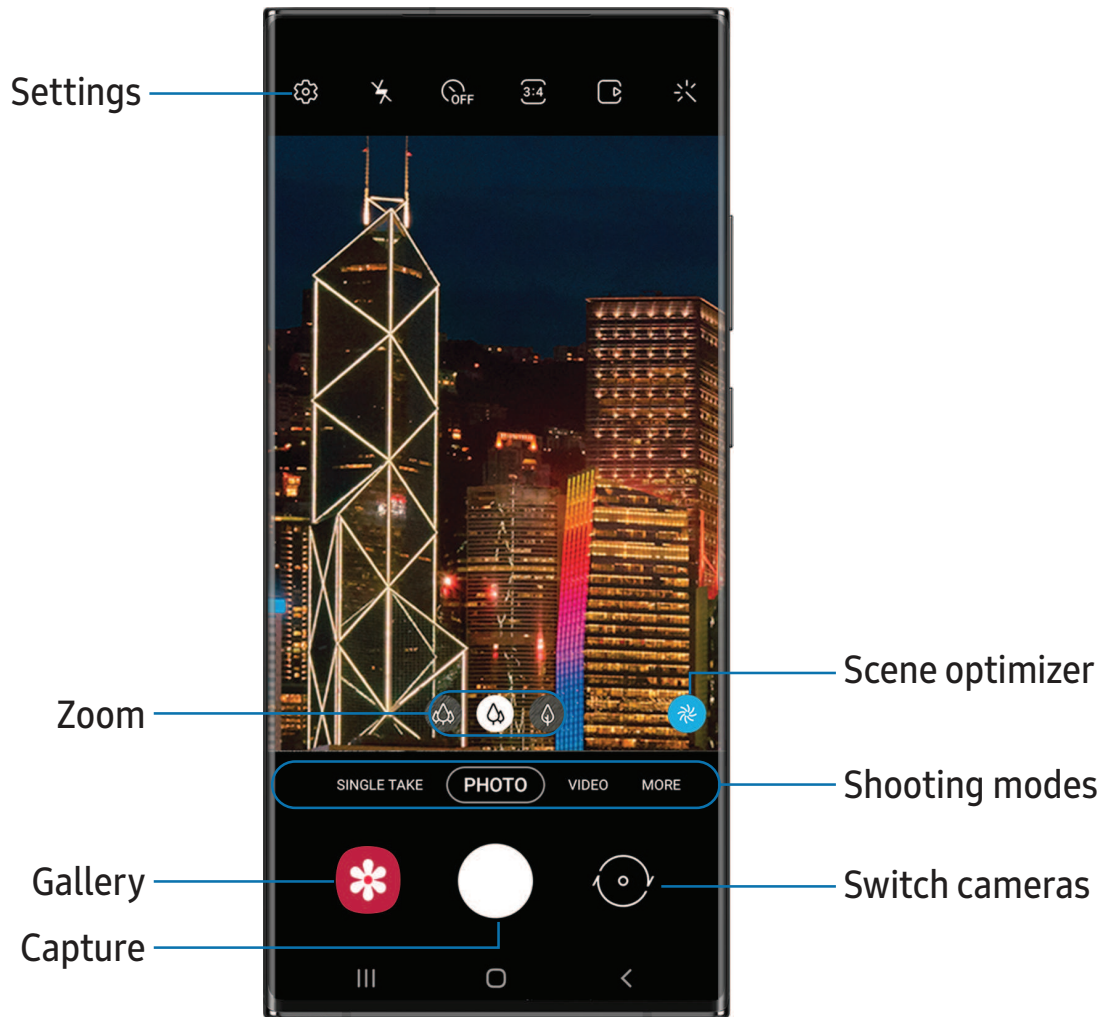 Settings
OFF
3:4
Zoom
Scene optimizer
SINGLE TAKE PHOTO VIDEO MORE
Shooting modes
Gallery
Switch cameras
Capture